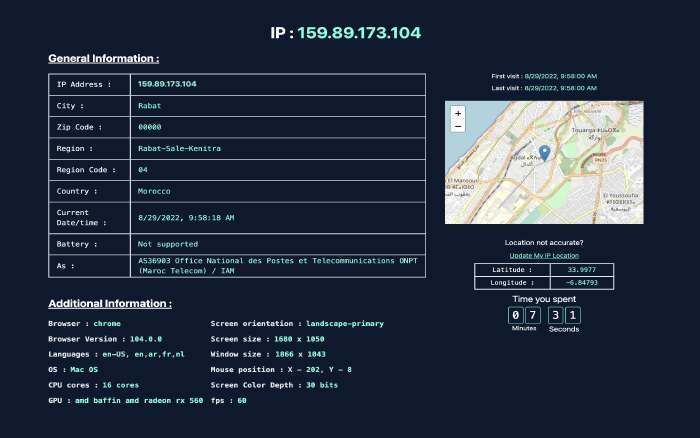 IP : 159.89.173.104
General Information :
IP Address : 159.89.173.104
City : Rabat
Zip Code : 00000
Region : Rabat-Sale-Kenitra
Region Code : 04
Country : Morocco
Current
Date/time : 8/29/2022, 9:58:18 AM
Battery : Not supported
As : AS36903 Office National des Postes et Telecommunications ONPT
(Maroc Telecom) / IAM
First visit : 8/29/2022, 9:58:00 AM
Last visit : 8/29/2022, 9:58:00 AM
+
−
Touarga
Agdal
أكدال
RN23
El Mansour
El Youssoufia
اليوسفية
Location not accurate?
Update My IP Location
Latitude : 33.9977
Longitude : -6.84793
Time you spent
0 7 3 1
Minutes Seconds
Additional Information :
Browser : chrome
Screen orientation : landscape-primary
Browser Version : 104.0.0
Screen size : 1680 x 1050
Languages : en-US, en,ar,fr,nl
Window size : 1866 x 1043
OS : Mac OS
Mouse position : X - 202, Y - 8
CPU cores : 16 cores
Screen Color Depth : 30 bits
GPU : amd baffin amd radeon rx 560
fps : 60